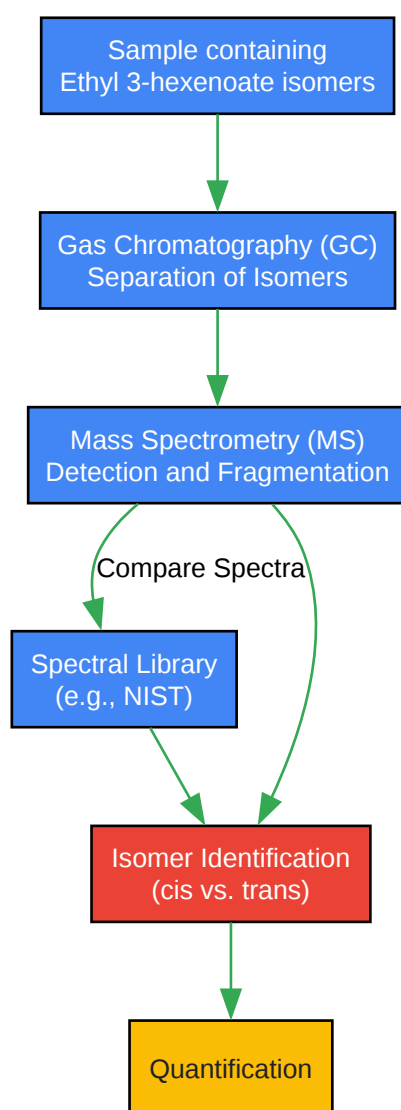 Sample containing
Ethyl 3-hexenoate isomers
Gas Chromatography (GC)
Separation of Isomers
Mass Spectrometry (MS)
Detection and Fragmentation
Compare Spectra
Spectral Library
(e.g., NIST)
Isomer Identification
(cis vs. trans)
Quantification